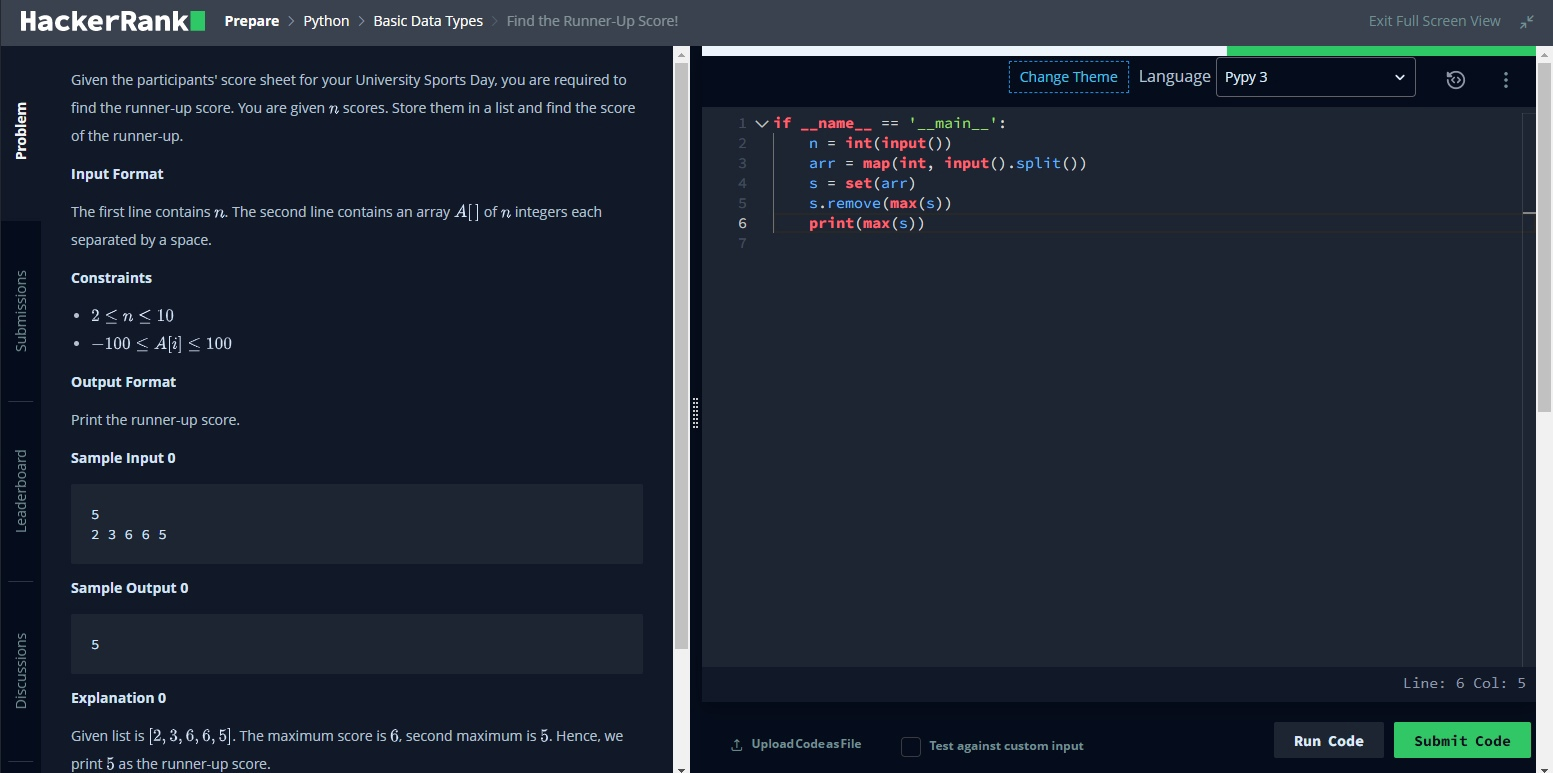 HackerRank
Prepare > Python > Basic Data Types > Find the Runner-Up Score!
Exit Full Screen View
Problem
Submissions
Leaderboard
Discussions
Given the participants' score sheet for your University Sports Day, you are required to
find the runner-up score. You are given n scores. Store them in a list and find the score
of the runner-up.
Input Format
The first line contains n. The second line contains an array A[] of n integers each
separated by a space.
Constraints
• 2 ≤ n ≤ 10
• −100 ≤ A[i] ≤ 100
Output Format
Print the runner-up score.
Sample Input 0
5
2 3 6 6 5
Sample Output 0
5
Explanation 0
Given list is [2, 3, 6, 6, 5]. The maximum score is 6, second maximum is 5. Hence, we
print 5 as the runner-up score.
Change Theme Language Pypy 3
1 if __name__ == '__main__':
2 n = int(input())
3 arr = map(int, input().split())
4 s = set(arr)
5 s.remove(max(s))
6 print(max(s))
7
Line: 6 Col: 5
Upload Code as File
Test against custom input
Run Code
Submit Code